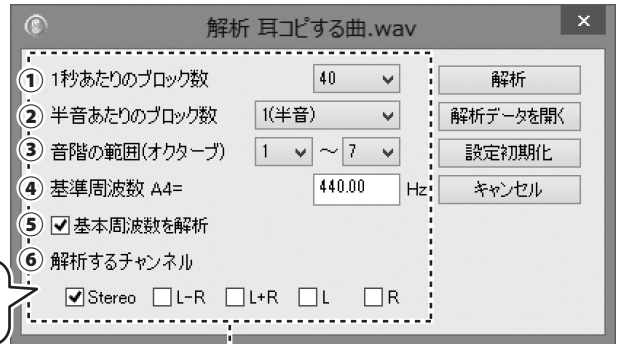 解析 耳コピする曲.wav
×
① 1秒あたりのブロック数 40 解析
② 半音あたりのブロック数 1(半音) 解析データを開く
③ 音階の範囲(オクターブ) 1 ～ 7 設定初期化
④ 基準周波数 A4= 440.00 Hz キャンセル
⑤ 基本周波数を解析
⑥ 解析するチャンネル
Stereo L-R L+R L R